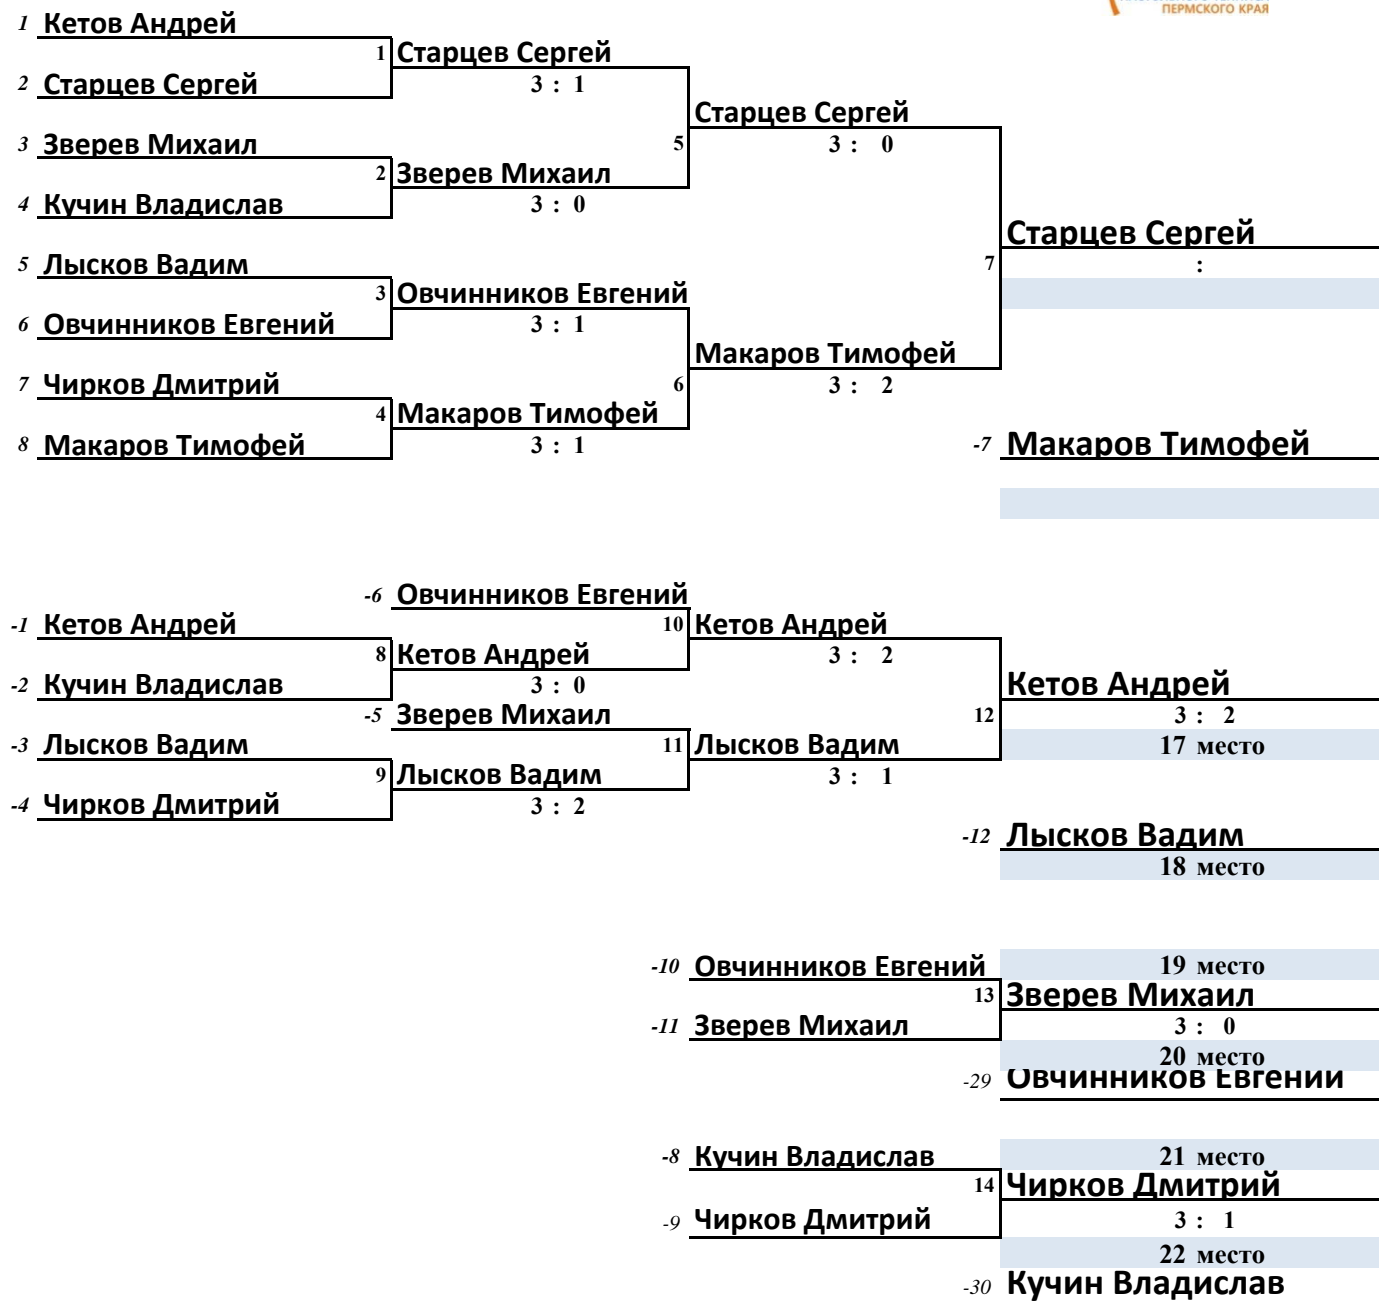 ПЕРМСКОГО КРАЯ
1 Кетов Андрей
1 Старцев Сергей
2 Старцев Сергей
3 : 1
Старцев Сергей
3 Зверев Михаил
5
3 : 0
2 Зверев Михаил
4 Кучин Владислав
3 : 0
Старцев Сергей
5 Лысков Вадим
7
:
3 Овчинников Евгений
6 Овчинников Евгений
3 : 1
Макаров Тимофей
7 Чирков Дмитрий
6
3 : 2
4 Макаров Тимофей
8 Макаров Тимофей
3 : 1
-7 Макаров Тимофей
-6 Овчинников Евгений
-1 Кетов Андрей
10 Кетов Андрей
8 Кетов Андрей
3 : 2
-2 Кучин Владислав
3 : 0
Кетов Андрей
-5 Зверев Михаил
12
3 : 2
-3 Лысков Вадим
11 Лысков Вадим
17 место
9 Лысков Вадим
3 : 1
-4 Чирков Дмитрий
3 : 2
-12 Лысков Вадим
18 место
-10 Овчинников Евгений
19 место
13 Зверев Михаил
-11 Зверев Михаил
3 : 0
20 место
-29 Овчинников Евгений
-8 Кучин Владислав
21 место
14 Чирков Дмитрий
-9 Чирков Дмитрий
3 : 1
22 место
-30 Кучин Владислав